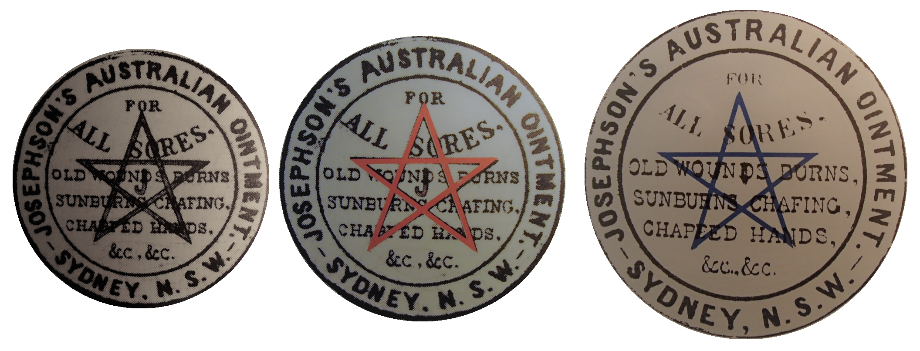 JOSEPHSON'S AUSTRALIAN OINTMENT.
FOR
ALL SORES.
OLD WOUNDS BURNS
J
SUNBURNS CHAFING,
CHAPPED HANDS,
&c., &c.
SYDNEY, N. S. W.
JOSEPHSON'S AUSTRALIAN OINTMENT.
FOR
ALL SORES.
OLD WOUNDS BURNS
J
SUNBURNS CHAFING,
CHAPPED HANDS,
&c., &c.
SYDNEY, N. S. W.
JOSEPHSON'S AUSTRALIAN OINTMENT.
FOR
ALL SORES.
OLD WOUNDS BURNS,
SUNBURNS CHAFING,
CHAPPED HANDS,
&c., &c.
SYDNEY, N. S. W.